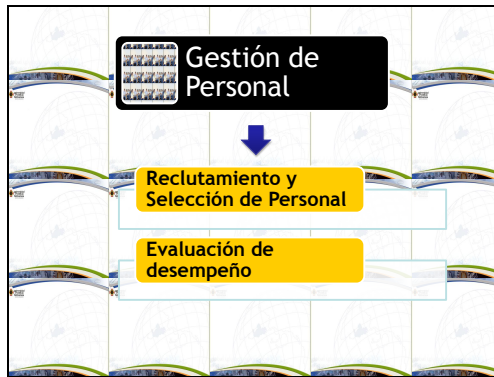 Gestión de
Personal
Reclutamiento y
Selección de Personal
Evaluación de
desempeño